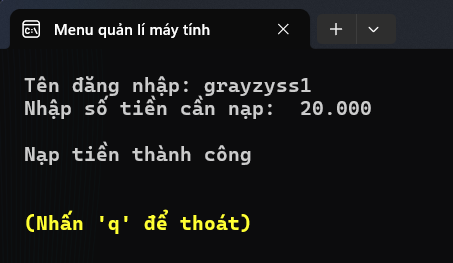 Menu quản lí máy tính
Tên đăng nhập: grayzyss1
Nhập số tiền cần nạp:  20.000
Nạp tiền thành công
(Nhấn 'q' để thoát)